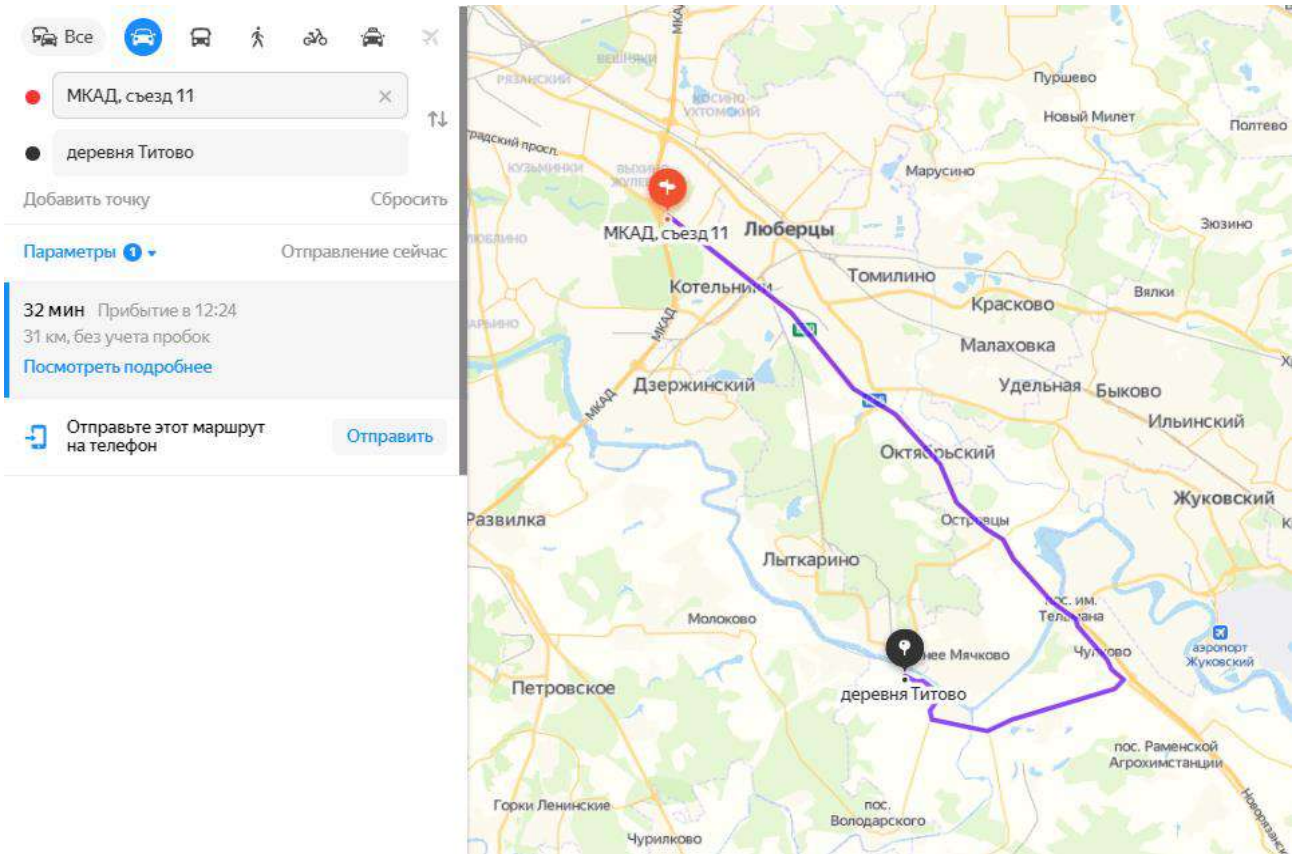 Все
МКАД, съезд 11
деревня Титово
Добавить точку
Сбросить
Параметры 1
Отправление сейчас
32 мин Прибытие в 12:24
31 км, без учета пробок
Посмотреть подробнее
Отправьте этот маршрут
на телефон
Отправить
МКАД
ВЕШНЯКИ
РЯЗАНСКИЙ
КОСИНО-
УХТОМСКИЙ
Пуршево
Новый Милет
Полтево
КУЗЬМИНКИ
Марусино
Зюзино
МКАД, съезд 11
Люберцы
Котельники
Томилино
Красково
Вялки
МКАД
Малаховка
Дзержинский
Удельная
Быково
МКАД
Ильинский
Октябрьский
Жуковский
Развилка
Островцы
Лыткарино
пос. им.
Тельмана
Молоково
Чулково
аэропорт
Жуковский
Мячково
деревня Титово
Петровское
пос. Раменской
Агрохимстанции
Горки Ленинские
пос.
Володарского
Чурилково